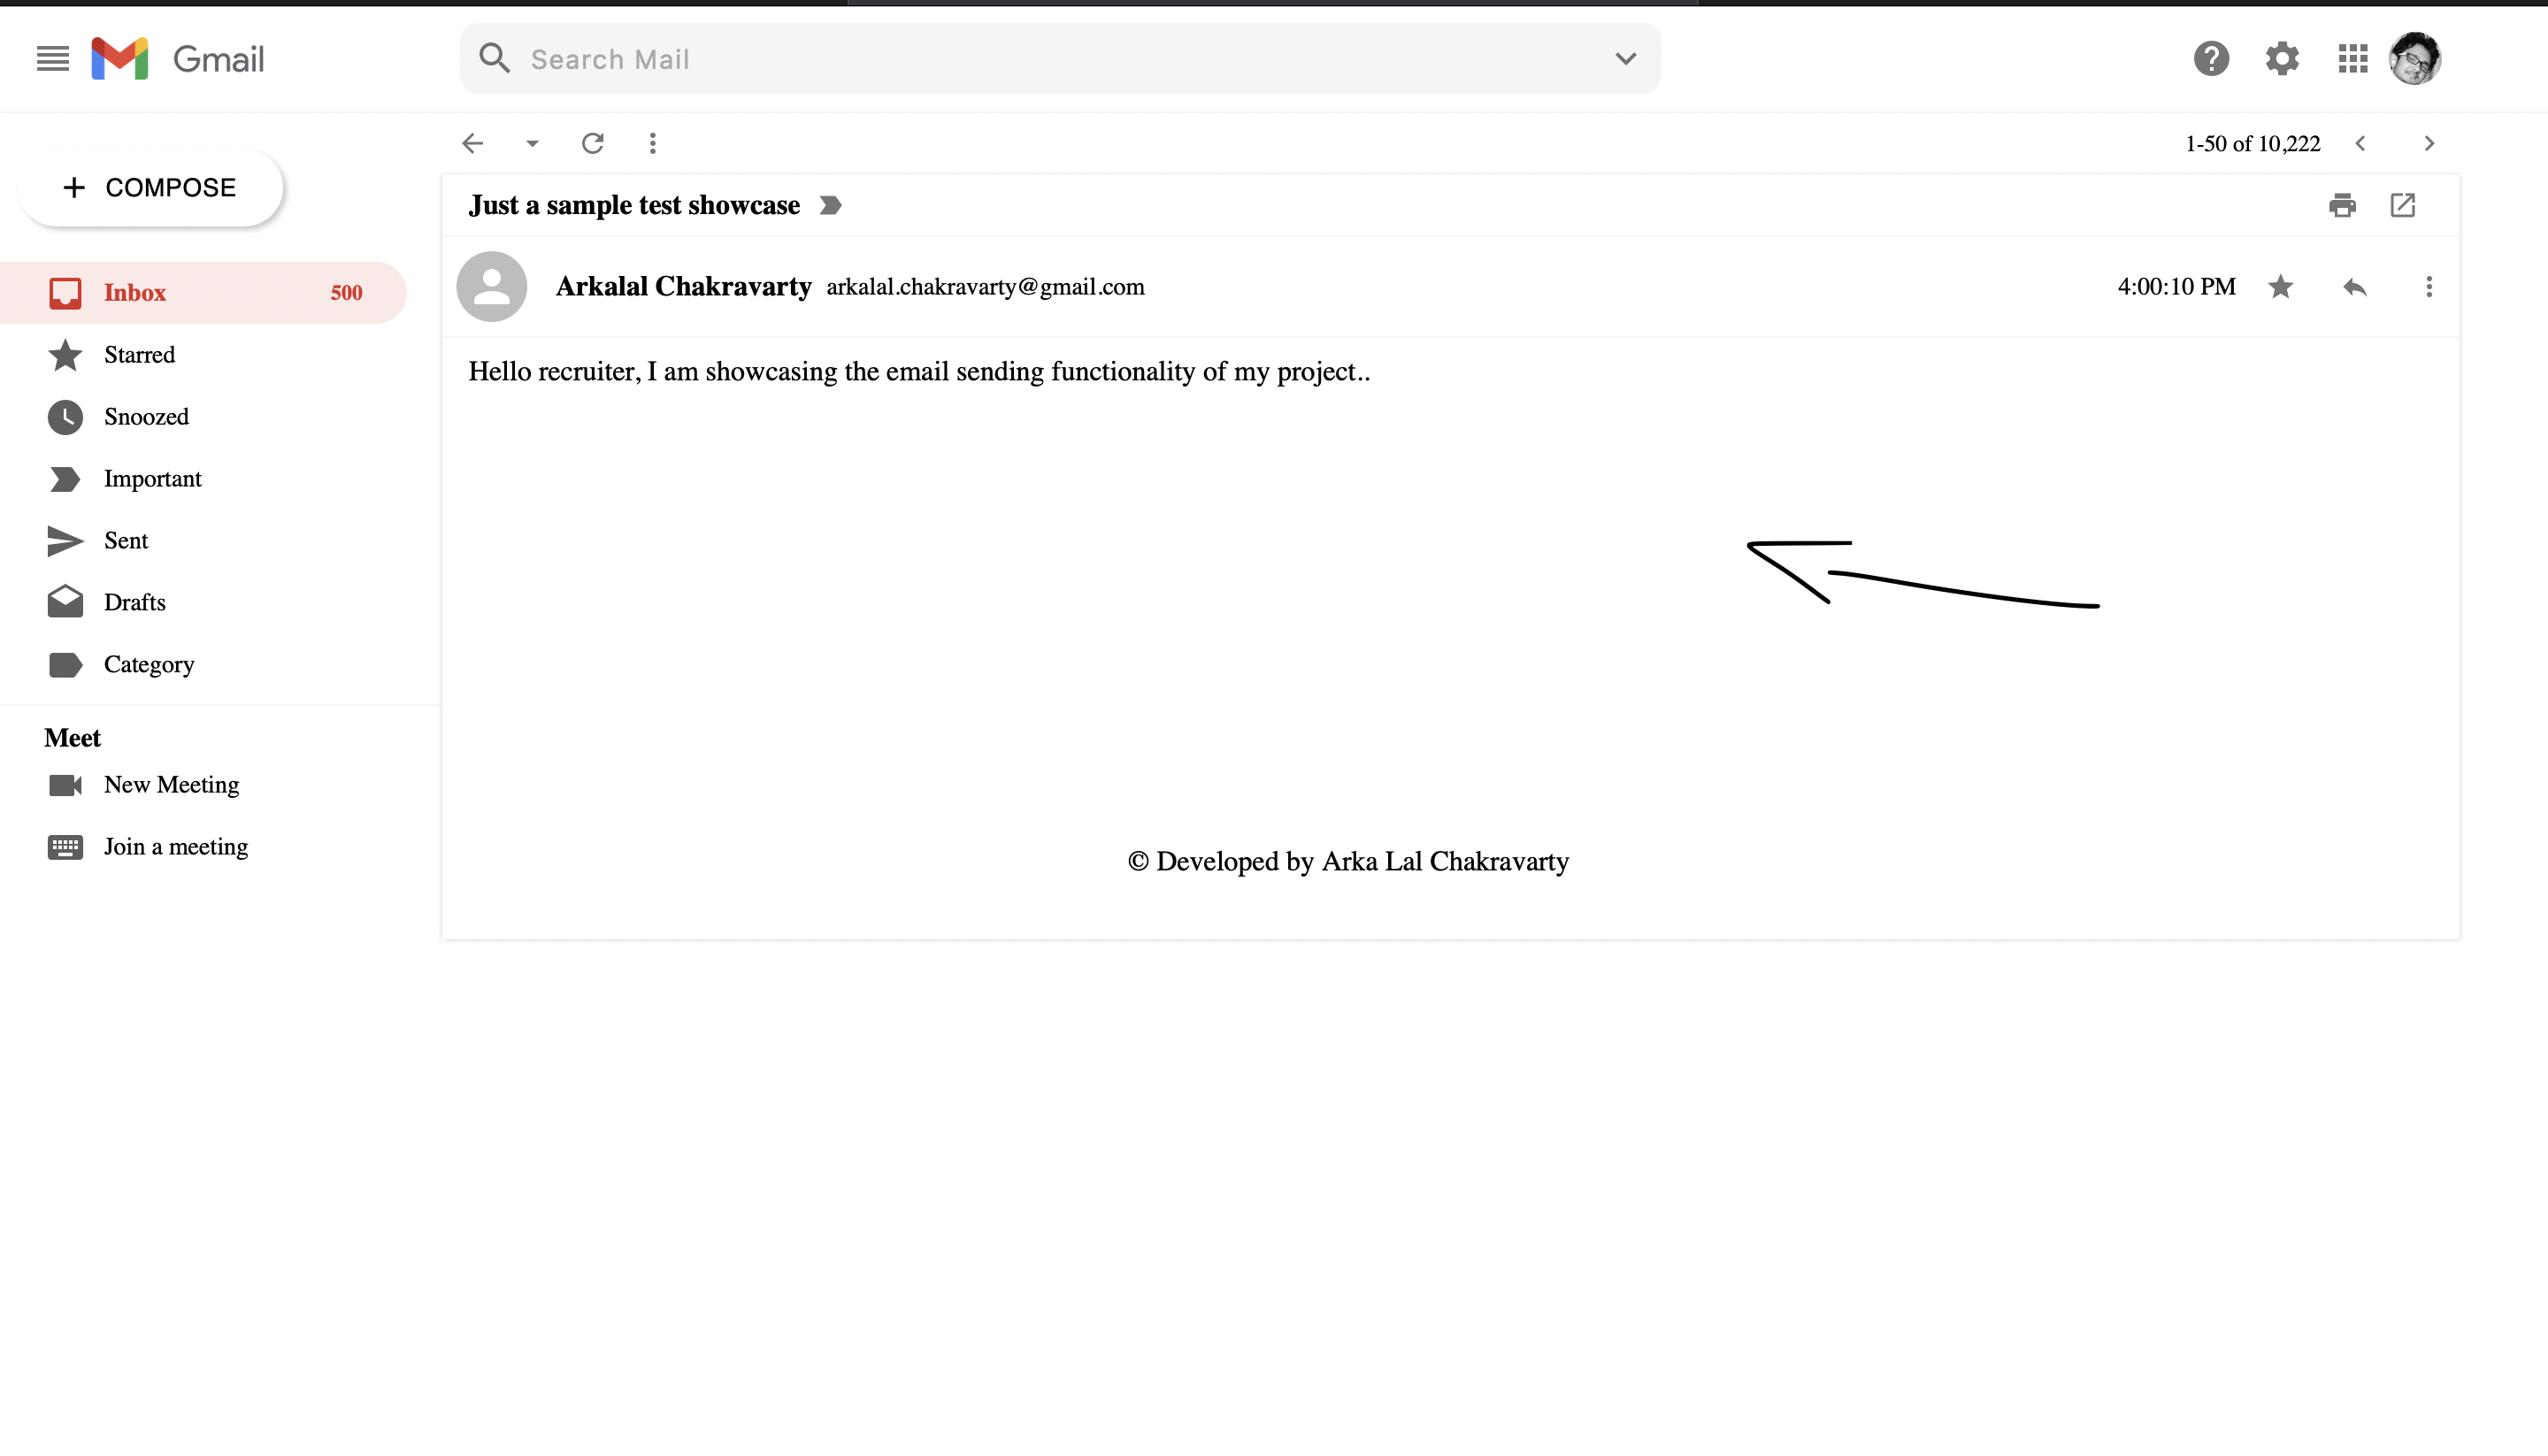 Gmail
Search Mail
COMPOSE
1-50 of 10,222
Just a sample test showcase
Inbox 500
Arkalal Chakravarty arkalal.chakravarty@gmail.com 4:00:10 PM
Starred
Hello recruiter, I am showcasing the email sending functionality of my project..
Snoozed
Important
Sent
Drafts
Category
Meet
New Meeting
Join a meeting
© Developed by Arka Lal Chakravarty